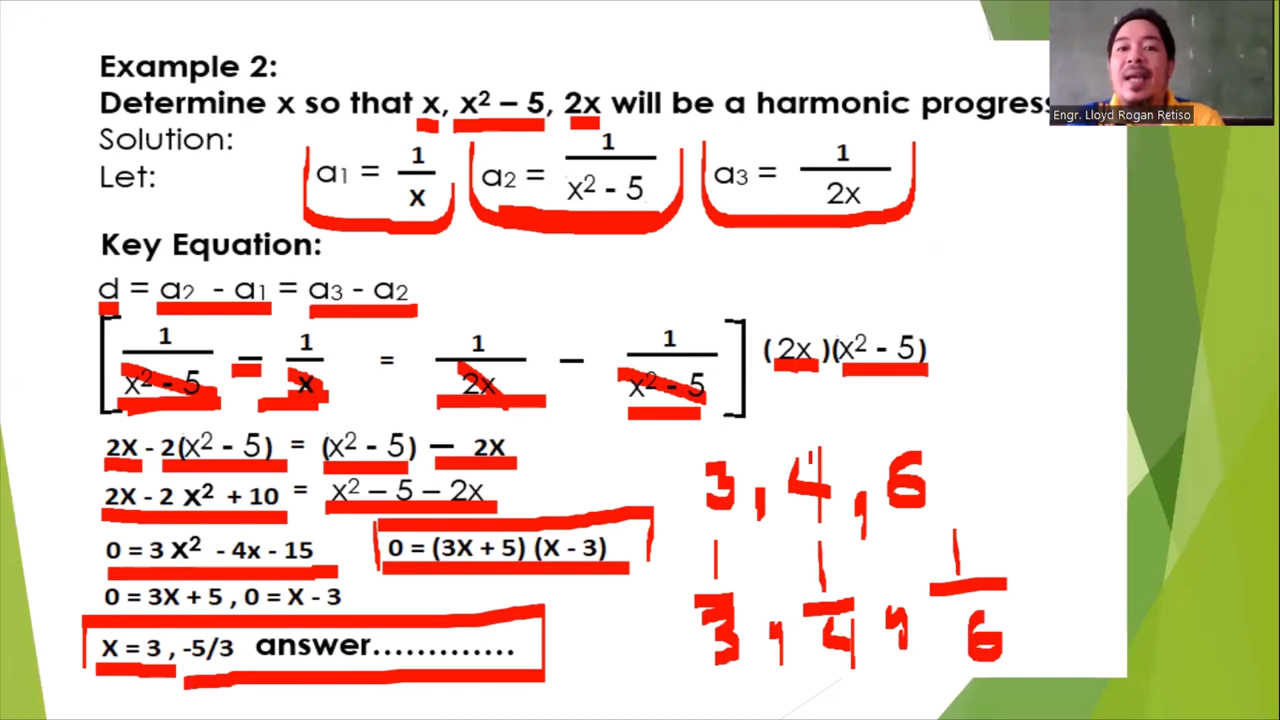 Example 2:
Determine x so that x, x² – 5, 2x will be a harmonic progress
Engr. Lloyd Rogan Retiso
Solution:
Let: a1 = 1/x a2 = 1/(x² - 5) a3 = 1/2x
Key Equation:
d = a2 - a1 = a3 - a2
[1/(x² - 5) – 1/x = 1/2x – 1/(x² - 5)] (2x)(x² - 5)
2X - 2(x² - 5) = (x² - 5) – 2X
2X - 2 X² + 10 = x² – 5 – 2x
3, 4, 6
0 = 3 X² - 4x - 15 0 = (3X + 5) (X - 3)
0 = 3X + 5 , 0 = X - 3
1/3, 1/4, 1/6
X = 3 , -5/3 answer.............